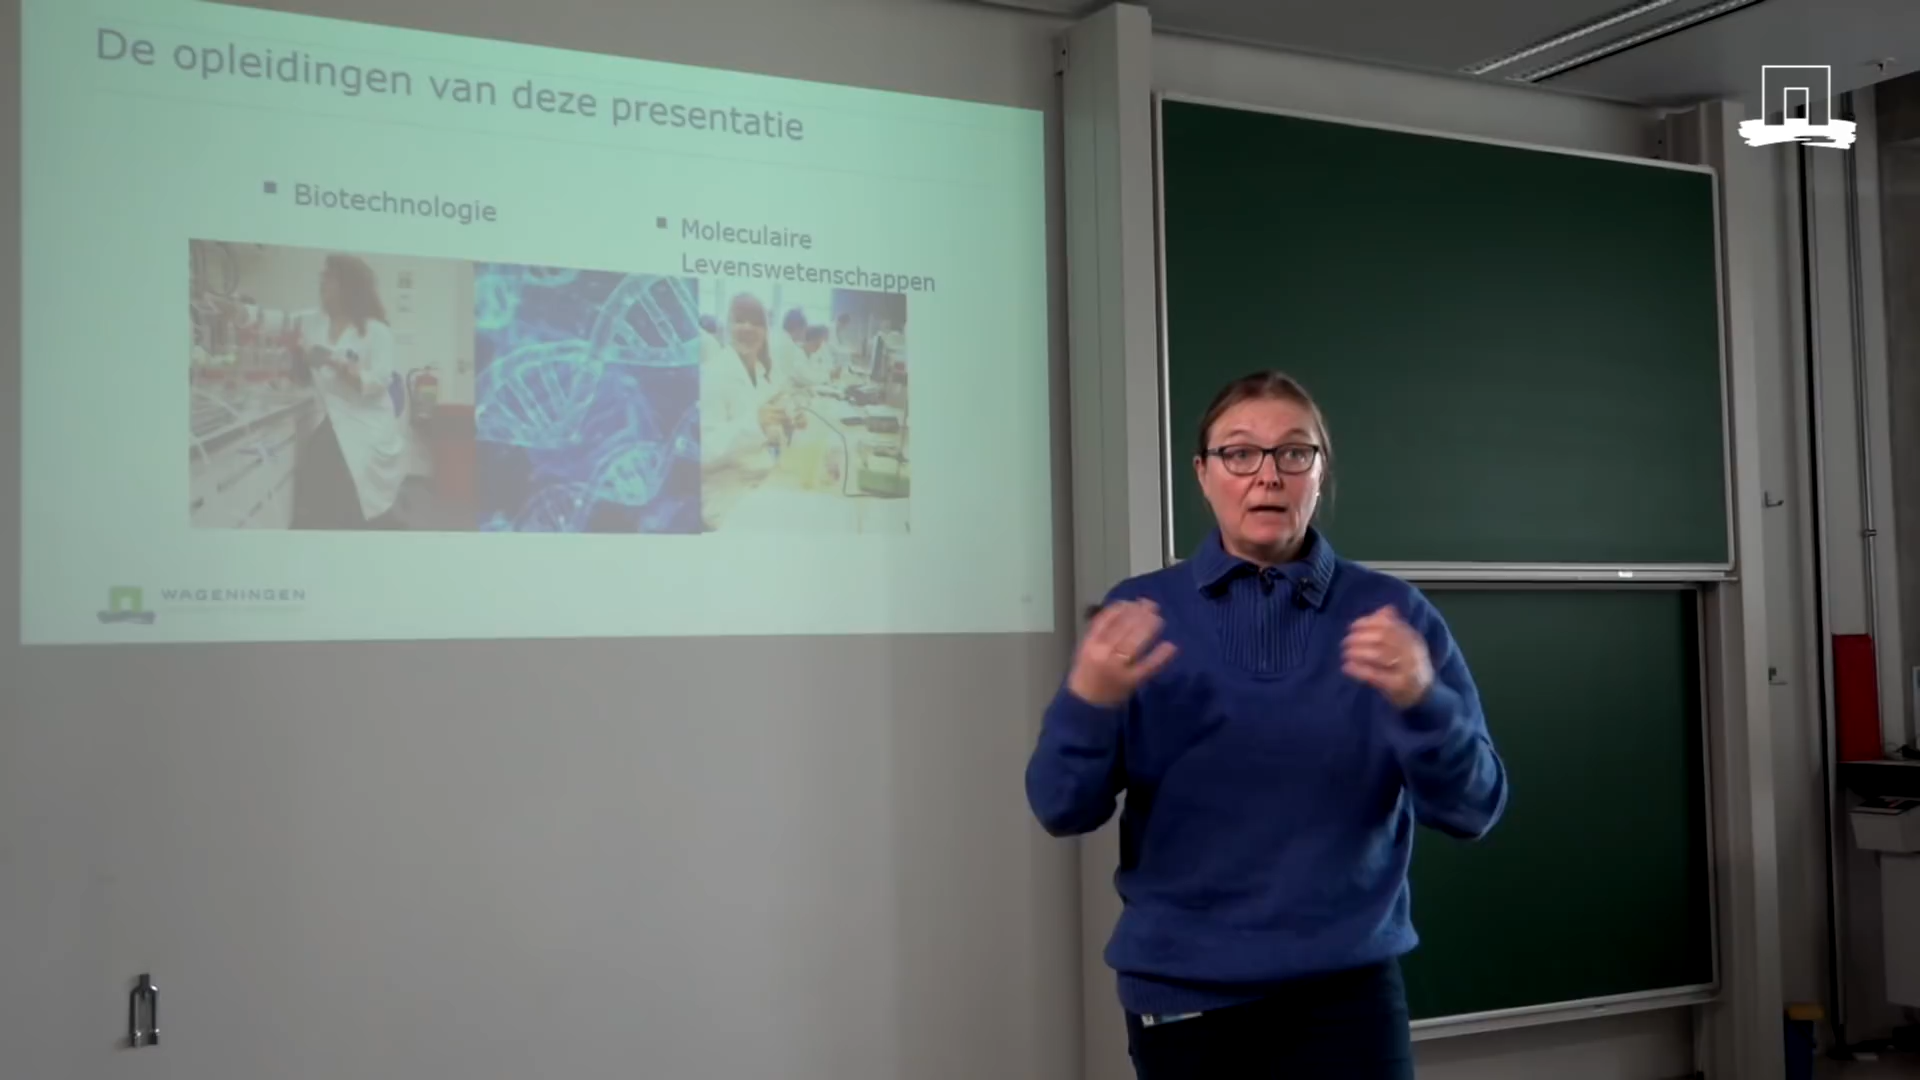 De opleidingen van deze presentatie
Biotechnologie
Moleculaire
Levenswetenschappen
WAGENINGEN